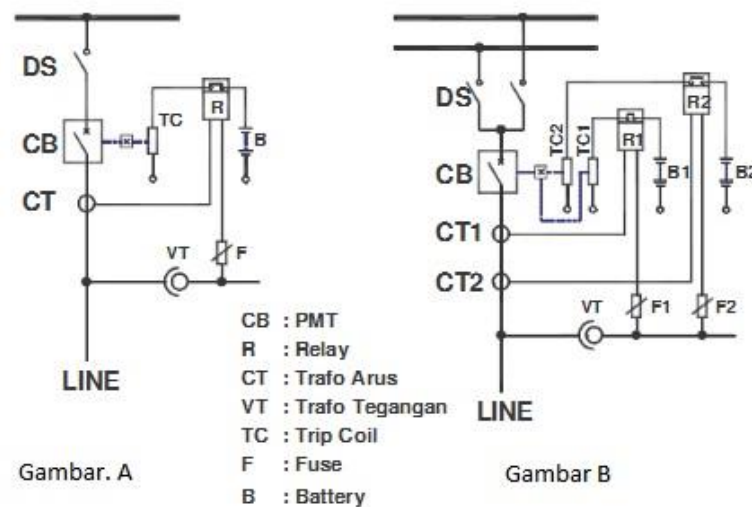 DS
TC
R
B
CB
CT
VT
F
LINE
Gambar. A
CB : PMT
R : Relay
CT : Trafo Arus
VT : Trafo Tegangan
TC : Trip Coil
F : Fuse
B : Battery
DS
TC2
TC1
R1
R2
B1
B2
CB
CT1
CT2
VT
F1
F2
LINE
Gambar B